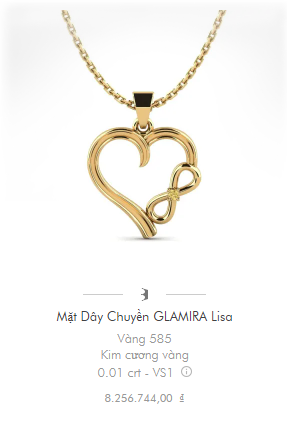 Mặt Dây Chuyền GLAMIRA Lisa
Vàng 585
Kim cương vàng
0.01 crt - VS1
8.256.744,00 ₫